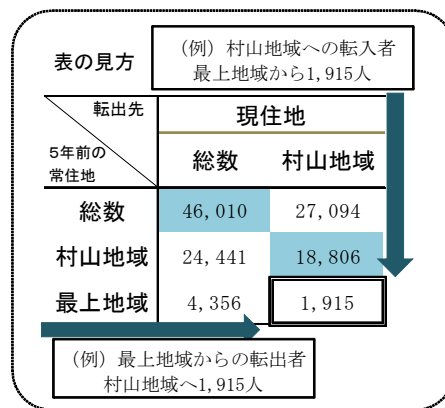 表の見方
（例）村山地域への転入者
最上地域から1,915人
転出先
5年前の
常住地
現住地
総数 村山地域
総数 46,010 27,094
村山地域 24,441 18,806
最上地域 4,356 1,915
（例）最上地域からの転出者
村山地域へ1,915人